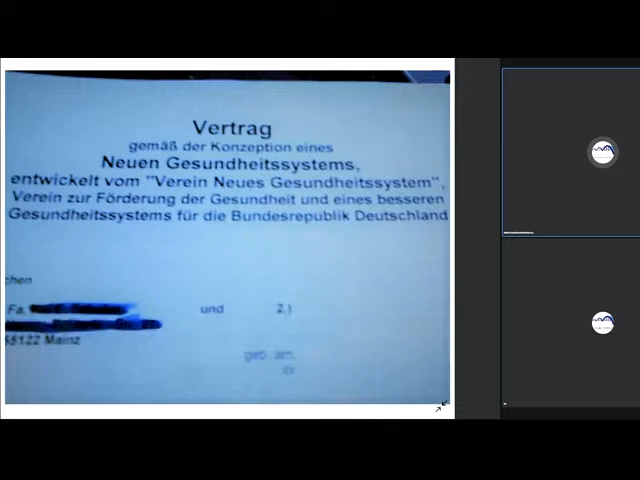 Vertrag
gemäß der Konzeption eines
Neuen Gesundheitssystems,
entwickelt vom "Verein Neues Gesundheitssystem",
Verein zur Förderung der Gesundheit und eines besseren
Gesundheitssystems für die Bundesrepublik Deutschland
chen
Fa. und 2.)
55122 Mainz
geb. am: